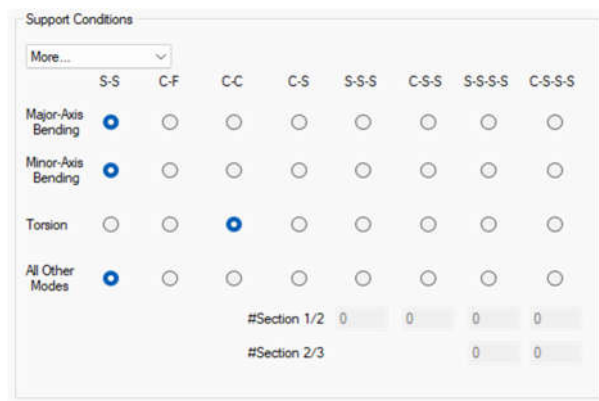 Support Conditions
More...
S-S C-F C-C C-S S-S-S C-S-S S-S-S-S C-S-S-S
Major-Axis
Bending
Minor-Axis
Bending
Torsion
All Other
Modes
#Section 1/2 0 0 0 0
#Section 2/3 0 0